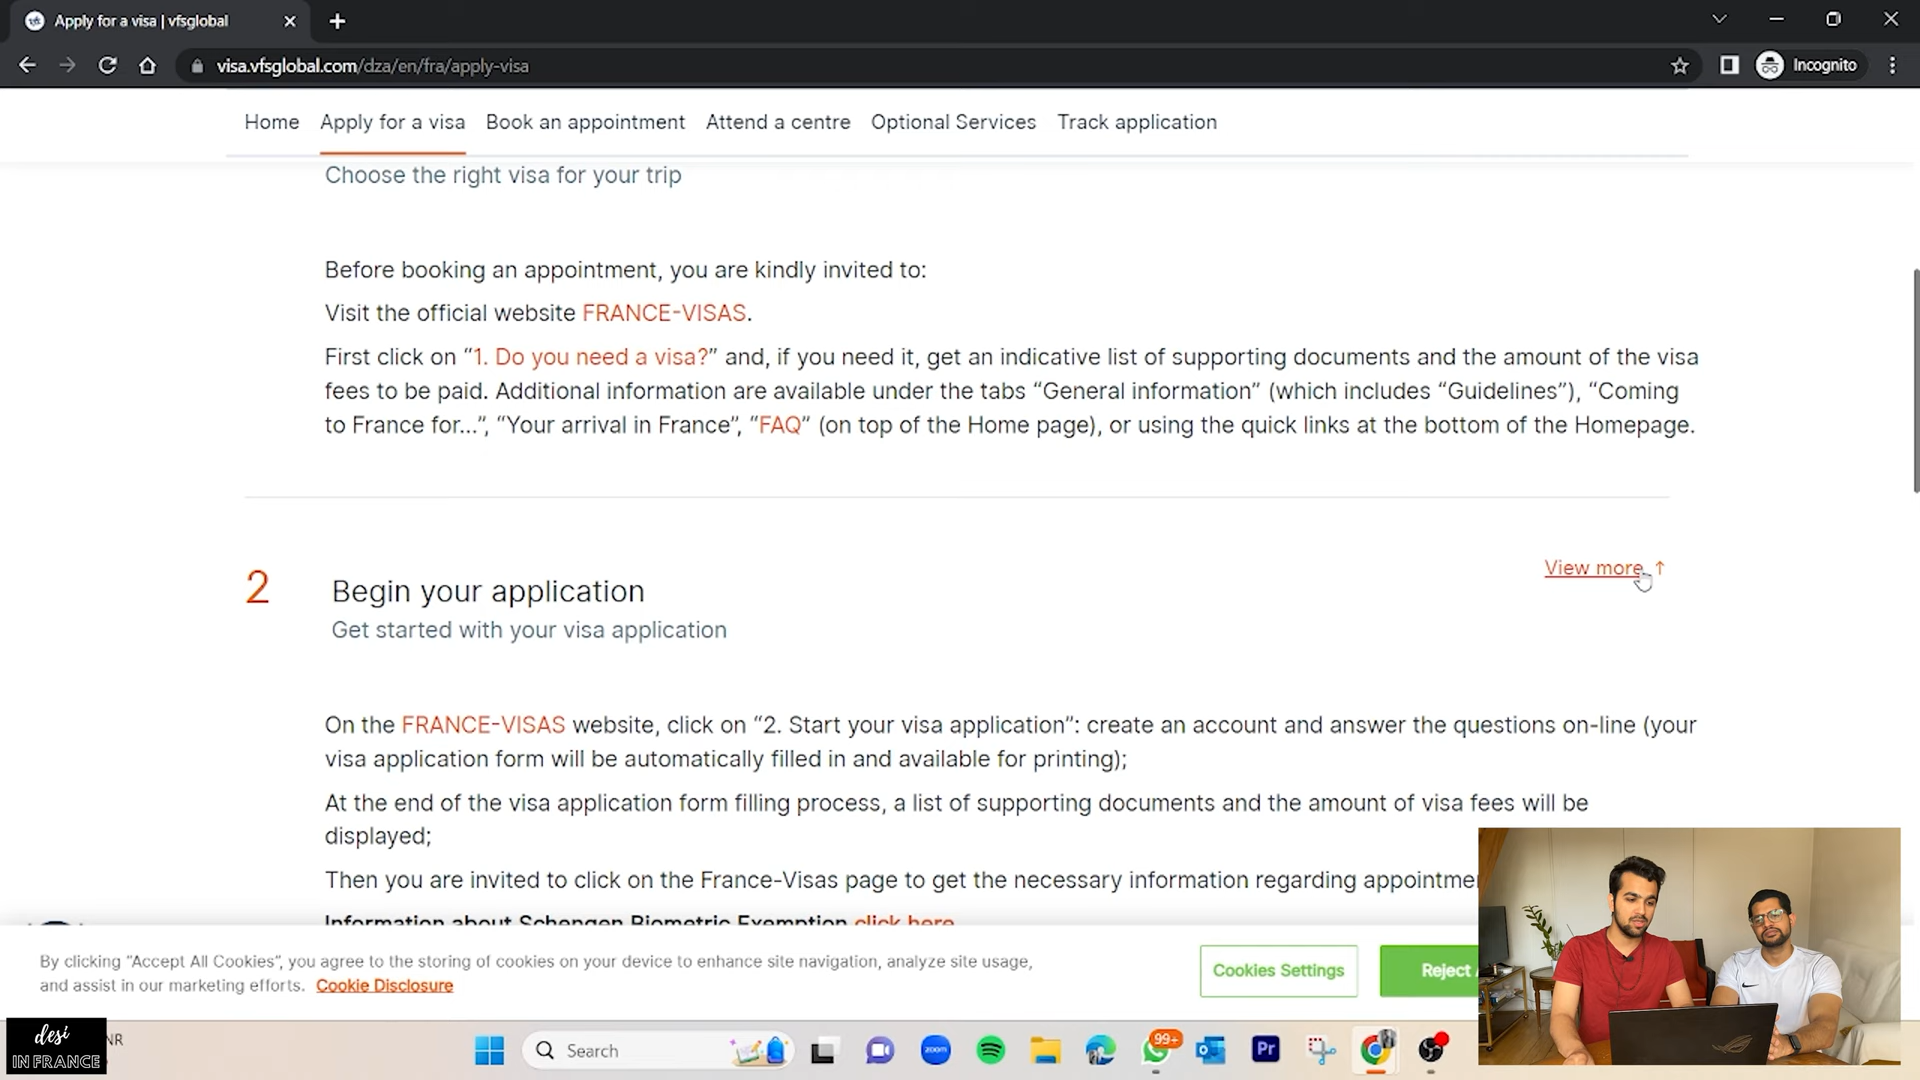 Apply for a visa | vfsglobal
visa.vfsglobal.com/dza/en/fra/apply-visa
Incognito
Home Apply for a visa Book an appointment Attend a centre Optional Services Track application
Choose the right visa for your trip
Before booking an appointment, you are kindly invited to:
Visit the official website FRANCE-VISAS.
First click on “1. Do you need a visa?” and, if you need it, get an indicative list of supporting documents and the amount of the visa
fees to be paid. Additional information are available under the tabs “General information” (which includes “Guidelines”), “Coming
to France for...”, “Your arrival in France”, “FAQ” (on top of the Home page), or using the quick links at the bottom of the Homepage.
View more ↑
2 Begin your application
Get started with your visa application
On the FRANCE-VISAS website, click on “2. Start your visa application”: create an account and answer the questions on-line (your
visa application form will be automatically filled in and available for printing);
At the end of the visa application form filling process, a list of supporting documents and the amount of visa fees will be
displayed;
Then you are invited to click on the France-Visas page to get the necessary information regarding appointme
Information about Schengen Biometric Exemption click here
By clicking “Accept All Cookies”, you agree to the storing of cookies on your device to enhance site navigation, analyze site usage,
and assist in our marketing efforts. Cookie Disclosure
Cookies Settings
Reject
desi
IN FRANCE
NR
Search
zoom
99+
Pr